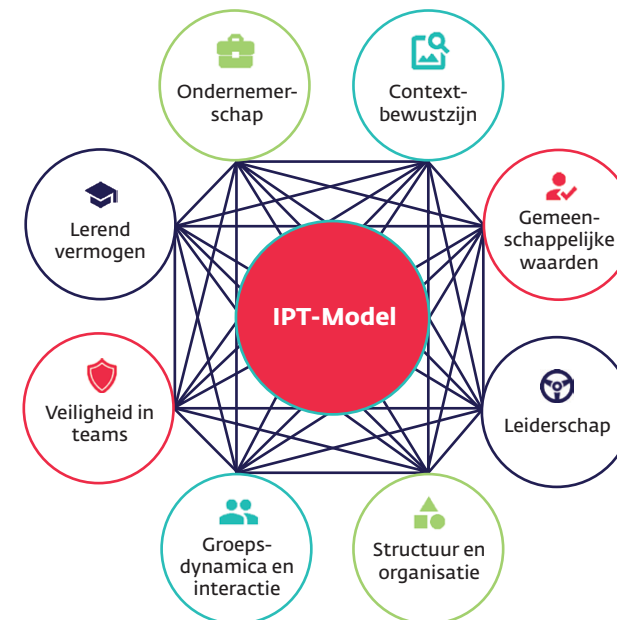 Ondernemer-
schap
Context-
bewustzijn
Lerend
vermogen
Gemeen-
schappelijke
waarden
IPT-Model
Veiligheid in
teams
Leiderschap
Groeps-
dynamica en
interactie
Structuur en
organisatie